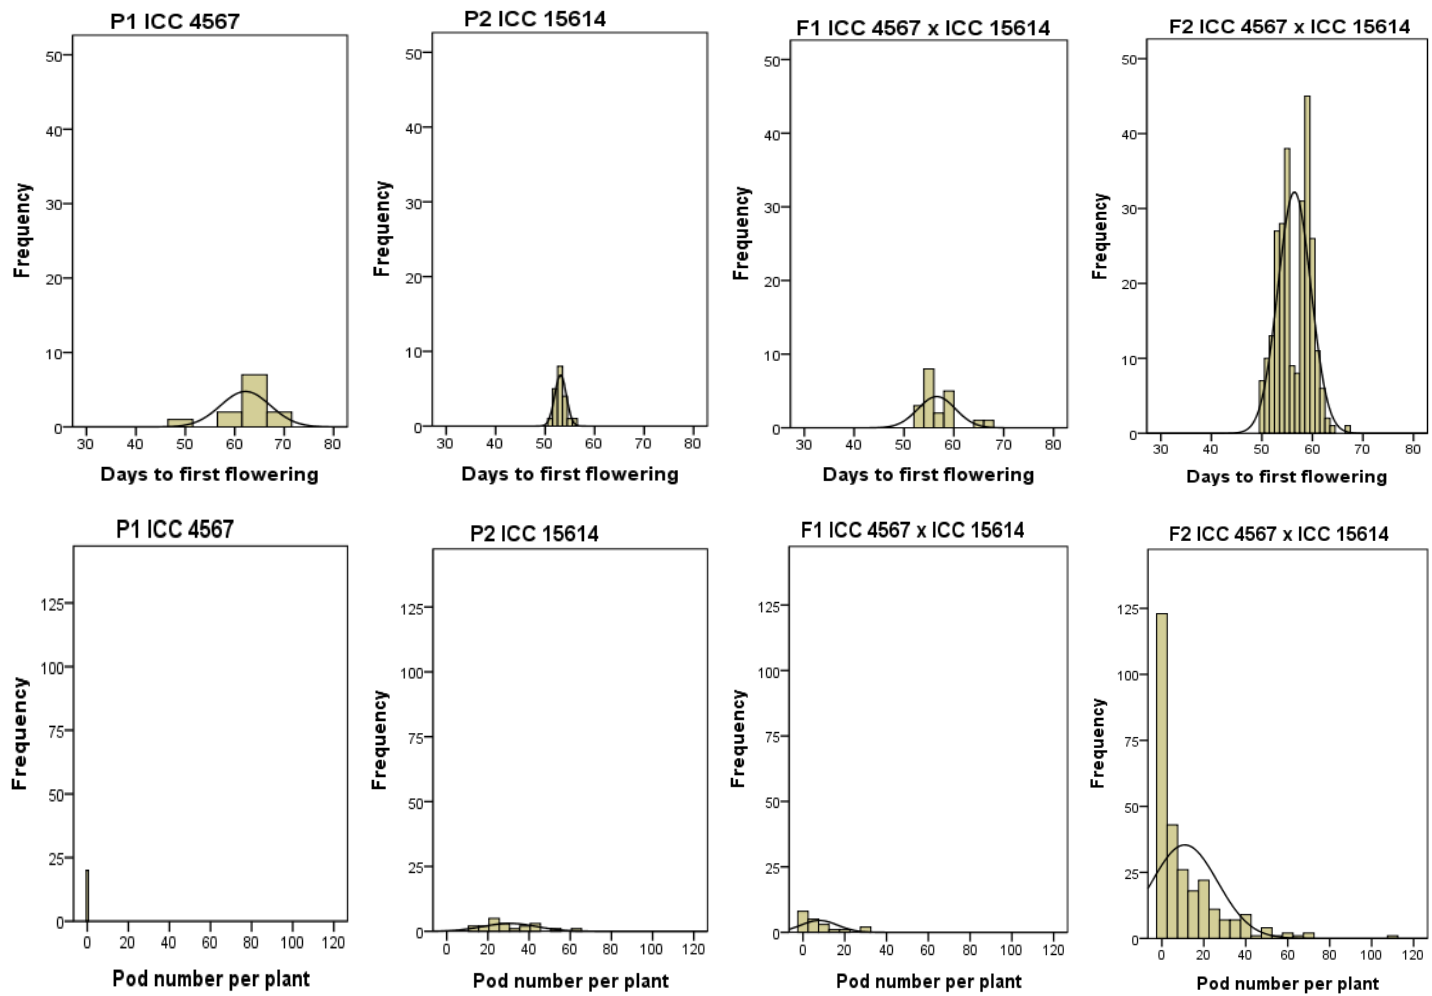 P1 ICC 4567
50
40
30
20
10
0
Frequency
30 40 50 60 70 80
Days to first flowering
P2 ICC 15614
50
40
30
20
10
0
Frequency
30 40 50 60 70 80
Days to first flowering
F1 ICC 4567 x ICC 15614
50
40
30
20
10
0
Frequency
30 40 50 60 70 80
Days to first flowering
F2 ICC 4567 x ICC 15614
50
40
30
20
10
0
Frequency
30 40 50 60 70 80
Days to first flowering
P1 ICC 4567
125
100
75
50
25
0
Frequency
0 20 40 60 80 100 120
Pod number per plant
P2 ICC 15614
125
100
75
50
25
0
Frequency
0 20 40 60 80 100 120
Pod number per plant
F1 ICC 4567 x ICC 15614
125
100
75
50
25
0
Frequency
0 20 40 60 80 100 120
Pod number per plant
F2 ICC 4567 x ICC 15614
125
100
75
50
25
0
Frequency
0 20 40 60 80 100 120
Pod number per plant